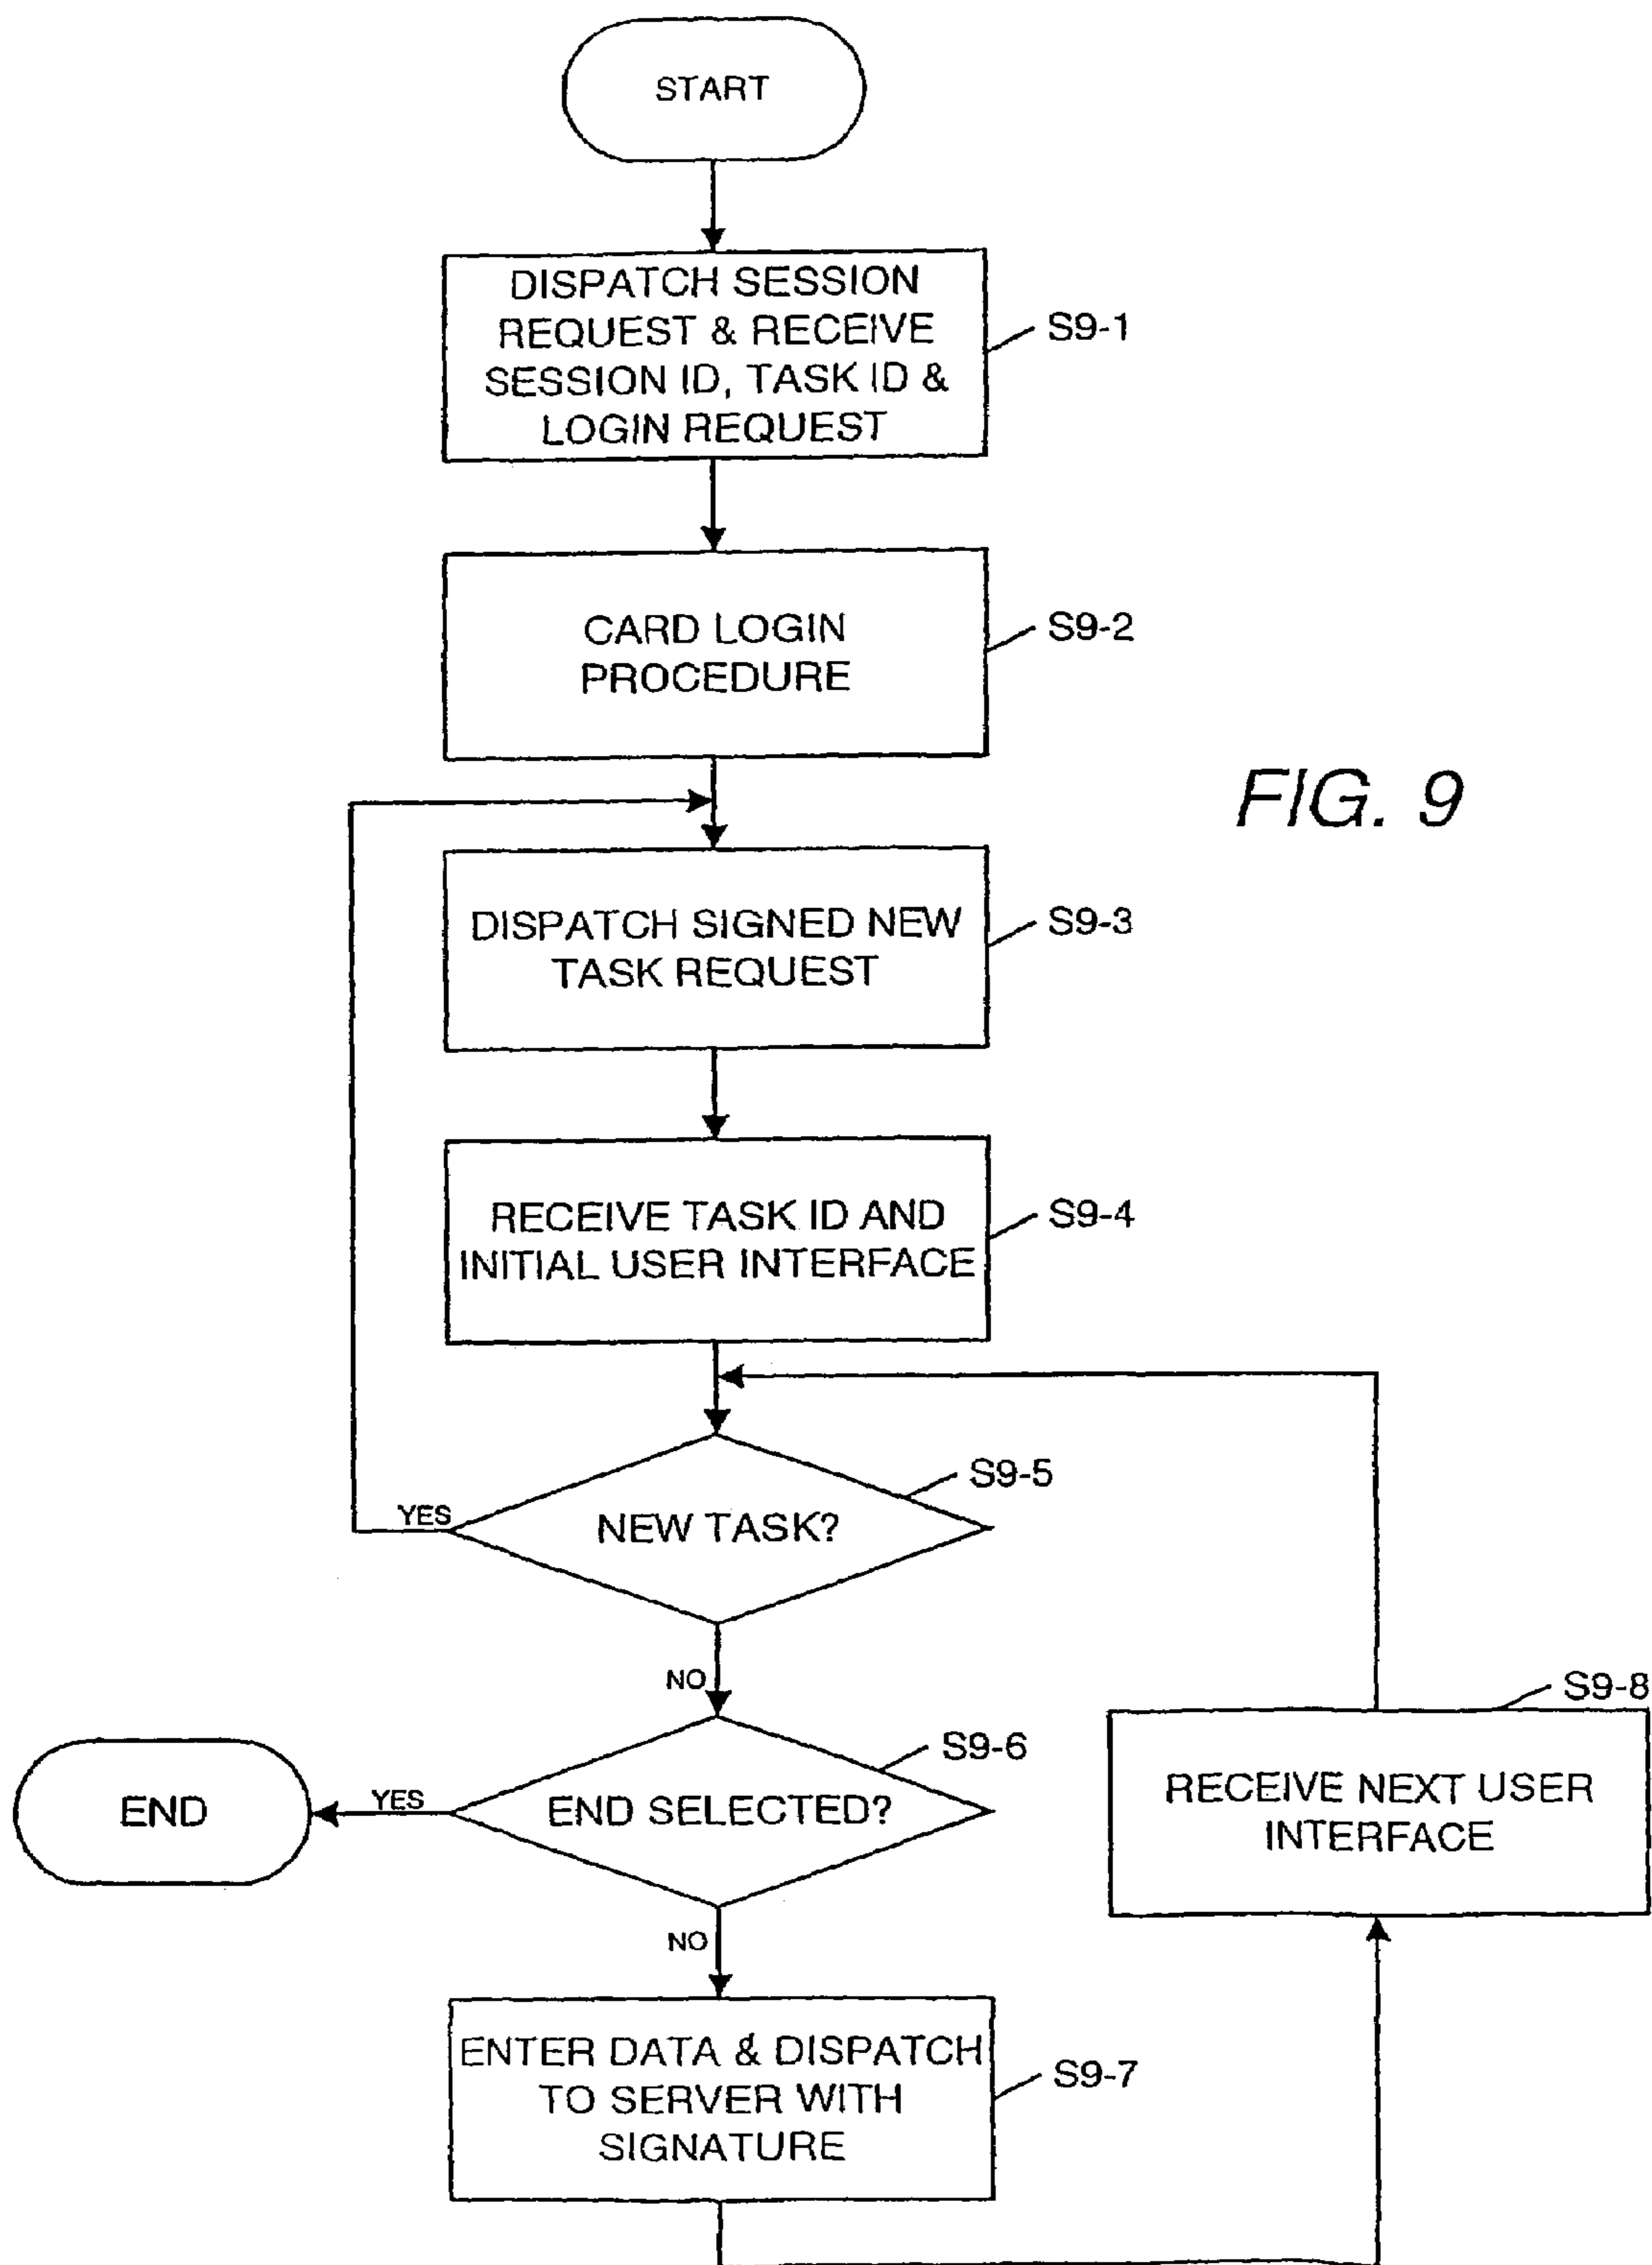 START
DISPATCH SESSION
REQUEST & RECEIVE
SESSION ID, TASK ID &
LOGIN REQUEST
S9-1
CARD LOGIN
PROCEDURE
S9-2
FIG. 9
DISPATCH SIGNED NEW
TASK REQUEST
S9-3
RECEIVE TASK ID AND
INITIAL USER INTERFACE
S9-4
S9-5
YES
NEW TASK?
NO
S9-8
S9-6
END
YES
END SELECTED?
RECEIVE NEXT USER
INTERFACE
NO
ENTER DATA & DISPATCH
TO SERVER WITH
SIGNATURE
S9-7